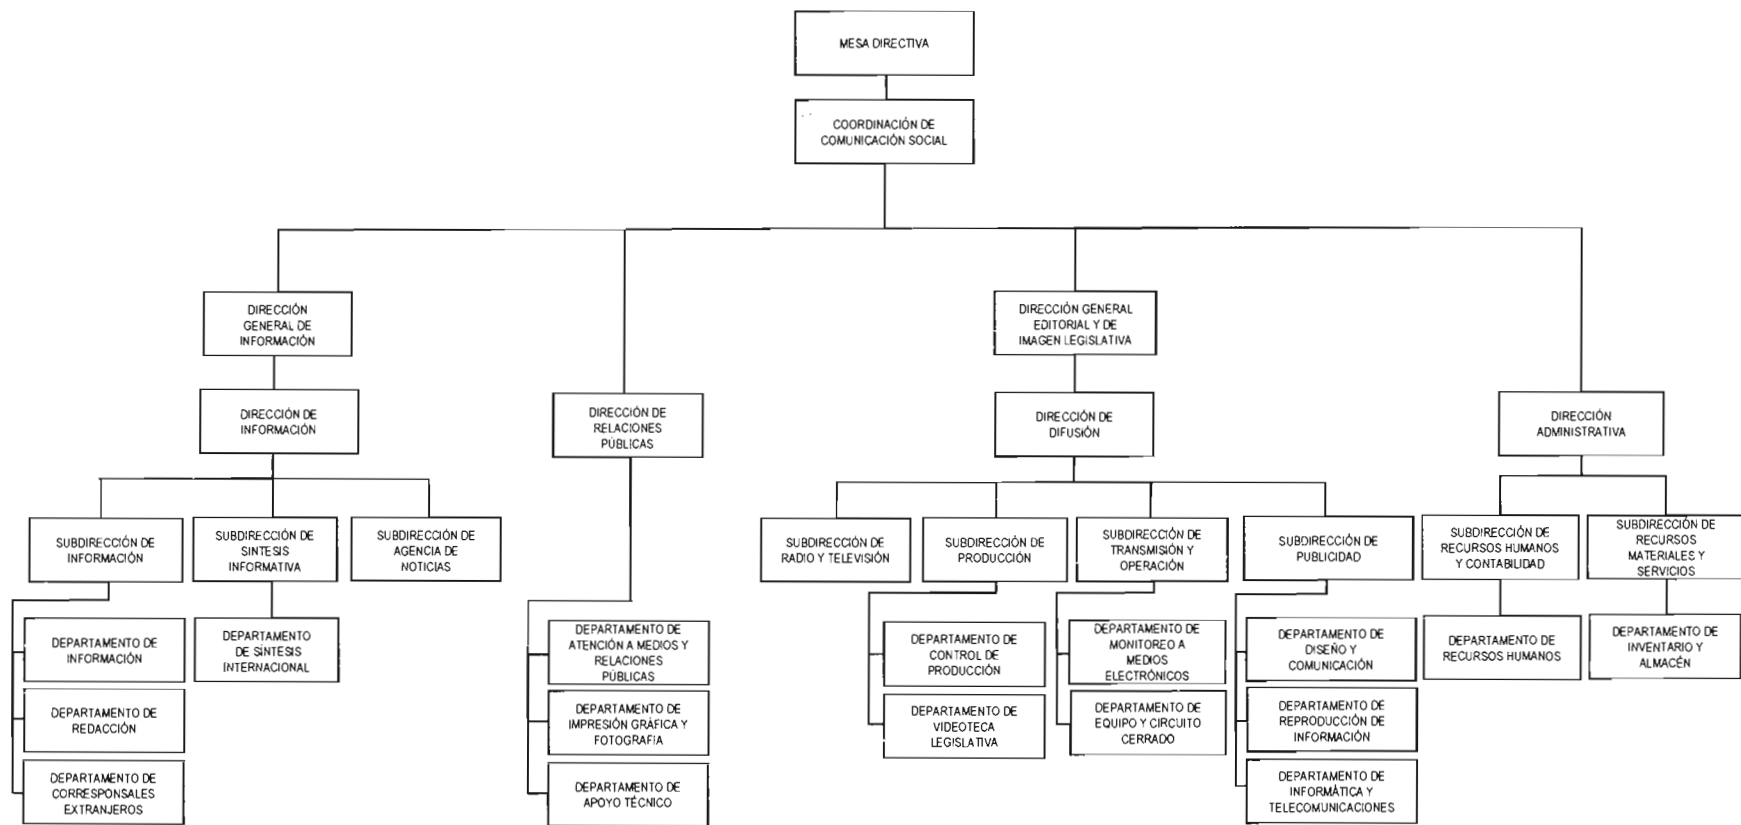 MESA DIRECTIVA
COORDINACIÓN DE
COMUNICACIÓN SOCIAL
DIRECCIÓN
GENERAL DE
INFORMACIÓN
DIRECCIÓN GENERAL
EDITORIAL Y DE
IMAGEN LEGISLATIVA
DIRECCIÓN DE
INFORMACIÓN
DIRECCIÓN DE
RELACIONES
PÚBLICAS
DIRECCIÓN DE
DIFUSIÓN
DIRECCIÓN
ADMINISTRATIVA
SUBDIRECCIÓN DE
INFORMACIÓN
SUBDIRECCIÓN DE
SINTESIS
INFORMATIVA
SUBDIRECCIÓN DE
AGENCIA DE
NOTICIAS
SUBDIRECCIÓN DE
RADIO Y TELEVISIÓN
SUBDIRECCIÓN DE
PRODUCCIÓN
SUBDIRECCIÓN DE
TRANSMISIÓN Y
OPERACIÓN
SUBDIRECCIÓN DE
PUBLICIDAD
SUBDIRECCIÓN DE
RECURSOS HUMANOS
Y CONTABILIDAD
SUBDIRECCIÓN DE
RECURSOS
MATERIALES Y
SERVICIOS
DEPARTAMENTO DE
INFORMACIÓN
DEPARTAMENTO
DE SÍNTESIS
INTERNACIONAL
DEPARTAMENTO DE
ATENCIÓN A MEDIOS Y
RELACIONES
PÚBLICAS
DEPARTAMENTO DE
CONTROL DE
PRODUCCIÓN
DEPARTAMENTO DE
MONITOREO A
MEDIOS
ELECTRÓNICOS
DEPARTAMENTO DE
DISEÑO Y
COMUNICACIÓN
DEPARTAMENTO DE
RECURSOS HUMANOS
DEPARTAMENTO DE
INVENTARIO Y
ALMACÉN
DEPARTAMENTO DE
REDACCIÓN
DEPARTAMENTO DE
IMPRESIÓN GRÁFICA Y
FOTOGRAFIA
DEPARTAMENTO DE
VIDEOTECA
LEGISLATIVA
DEPARTAMENTO DE
EQUIPO Y CIRCUITO
CERRADO
DEPARTAMENTO DE
REPRODUCCIÓN DE
INFORMACIÓN
DEPARTAMENTO DE
CORRESPONSALES
EXTRANJEROS
DEPARTAMENTO DE
APOYO TÉCNICO
DEPARTAMENTO DE
INFORMÁTICA Y
TELECOMUNICACIONES